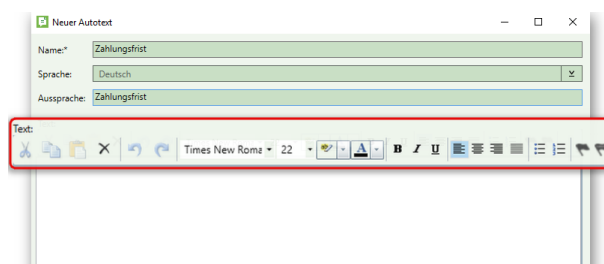 Neuer Autotext
Name:* Zahlungsfrist
Sprache: Deutsch
Aussprache: Zahlungsfrist
Text:
Times New Roma 22 A B I U